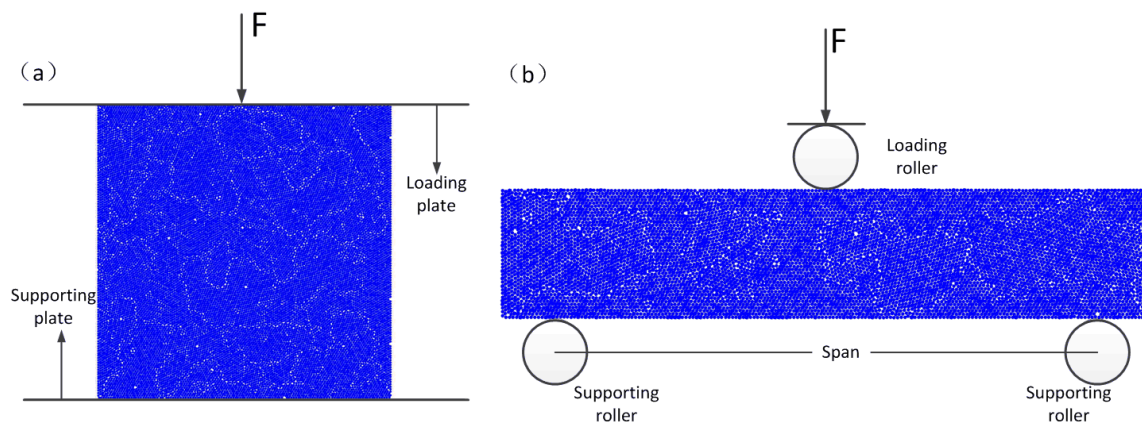 （a）
F
Loading
plate
Supporting
plate
（b）
F
Loading
roller
Span
Supporting
roller
Supporting
roller